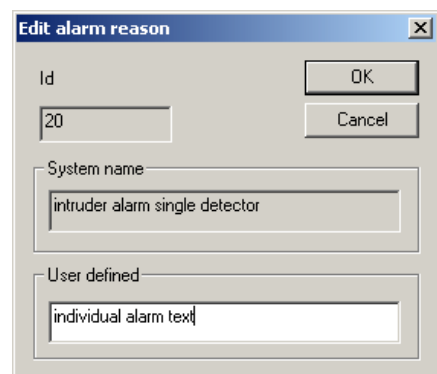 Edit alarm reason
Id
OK
20
Cancel
System name
intruder alarm single detector
User defined
individual alarm text